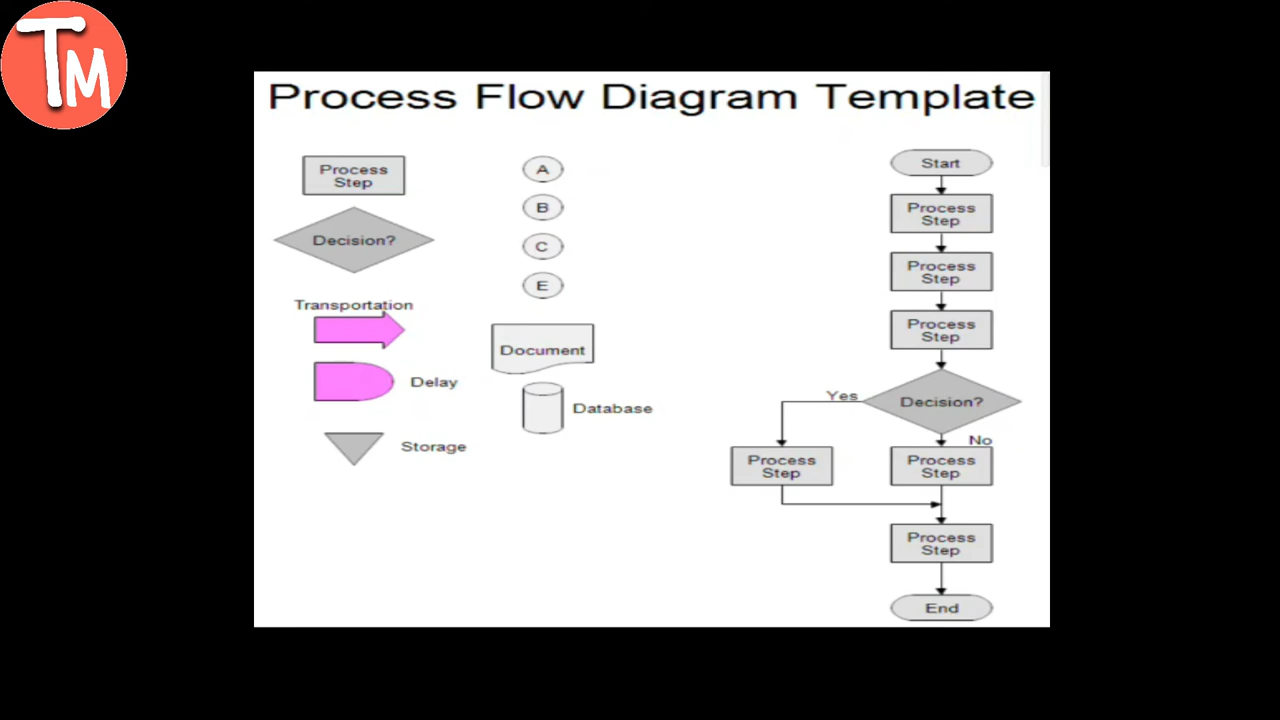 TM
Process Flow Diagram Template
Process
Step
Decision?
Transportation
Delay
Storage
A
B
C
E
Document
Database
Start
Process
Step
Process
Step
Process
Step
Decision?
Yes
No
Process
Step
Process
Step
Process
Step
End